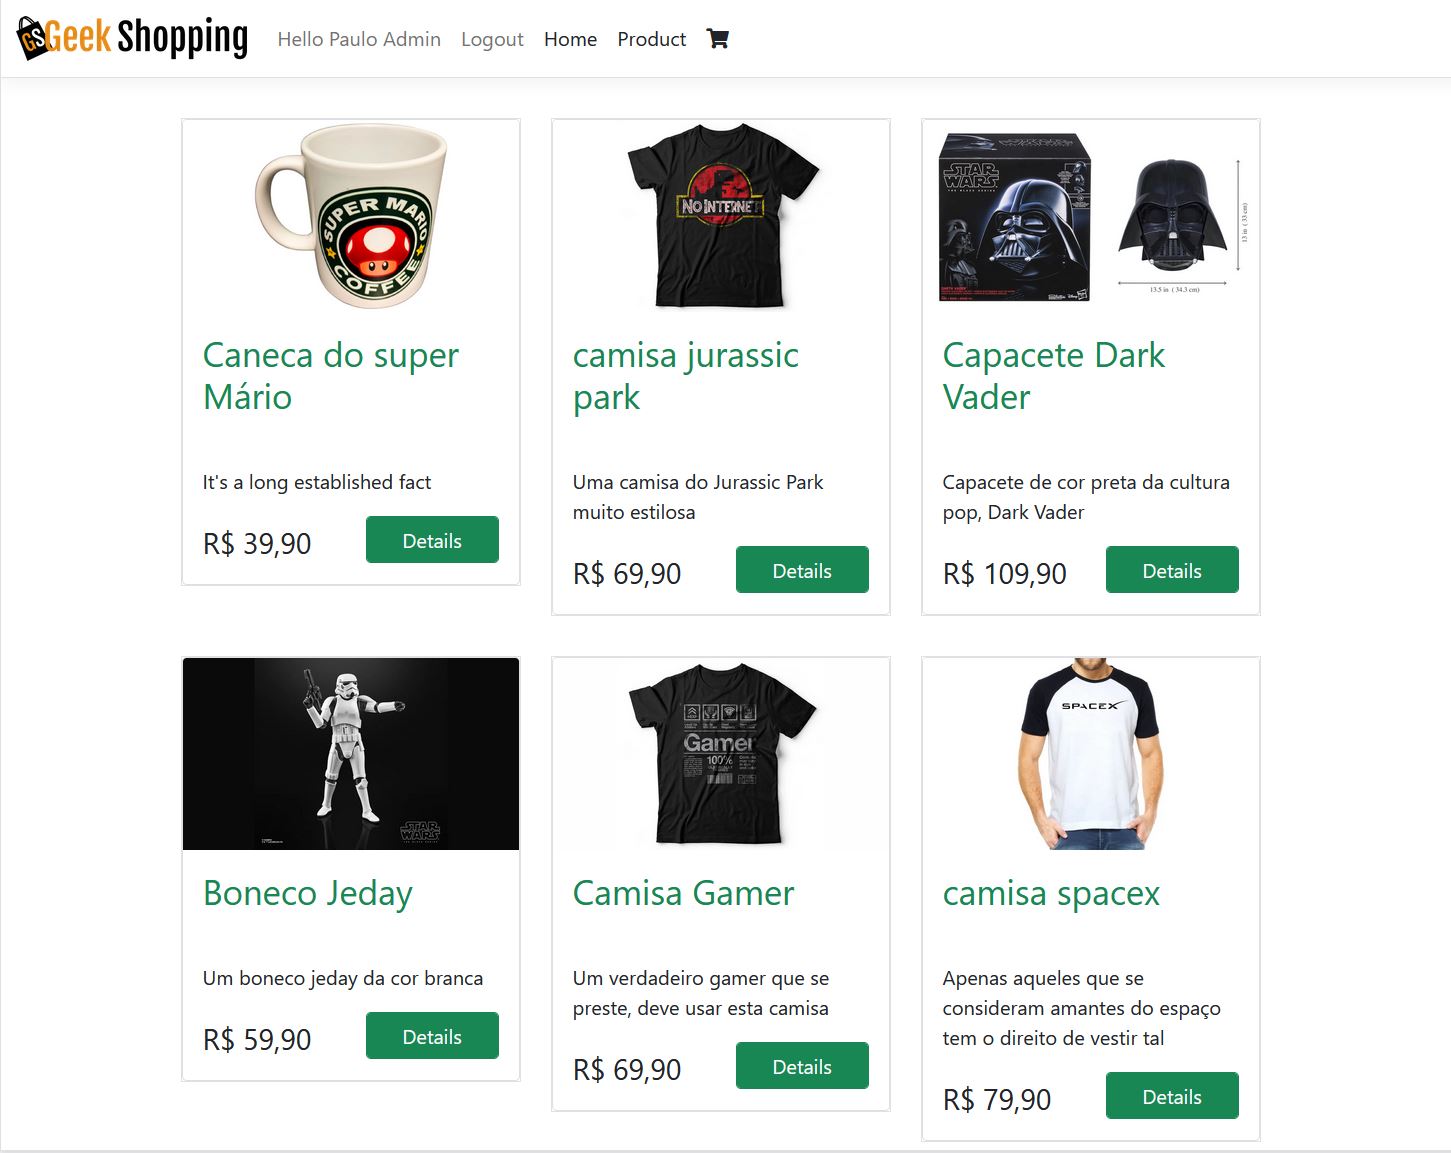 GS Geek Shopping Hello Paulo Admin Logout Home Product
SUPER MARIO
COFFEE
NO INTERNET
STAR
WARS
13 in (33 cm)
13.5 in (34.3 cm)
Caneca do super
Mário
camisa jurassic
park
Capacete Dark
Vader
It's a long established fact
Uma camisa do Jurassic Park
muito estilosa
Capacete de cor preta da cultura
pop, Dark Vader
R$ 39,90 Details
R$ 69,90 Details
R$ 109,90 Details
STAR
WARS
Gamer
100%
SPACEX
Boneco Jeday
Camisa Gamer
camisa spacex
Um boneco jeday da cor branca
Um verdadeiro gamer que se
preste, deve usar esta camisa
Apenas aqueles que se
consideram amantes do espaço
tem o direito de vestir tal
R$ 59,90 Details
R$ 69,90 Details
R$ 79,90 Details